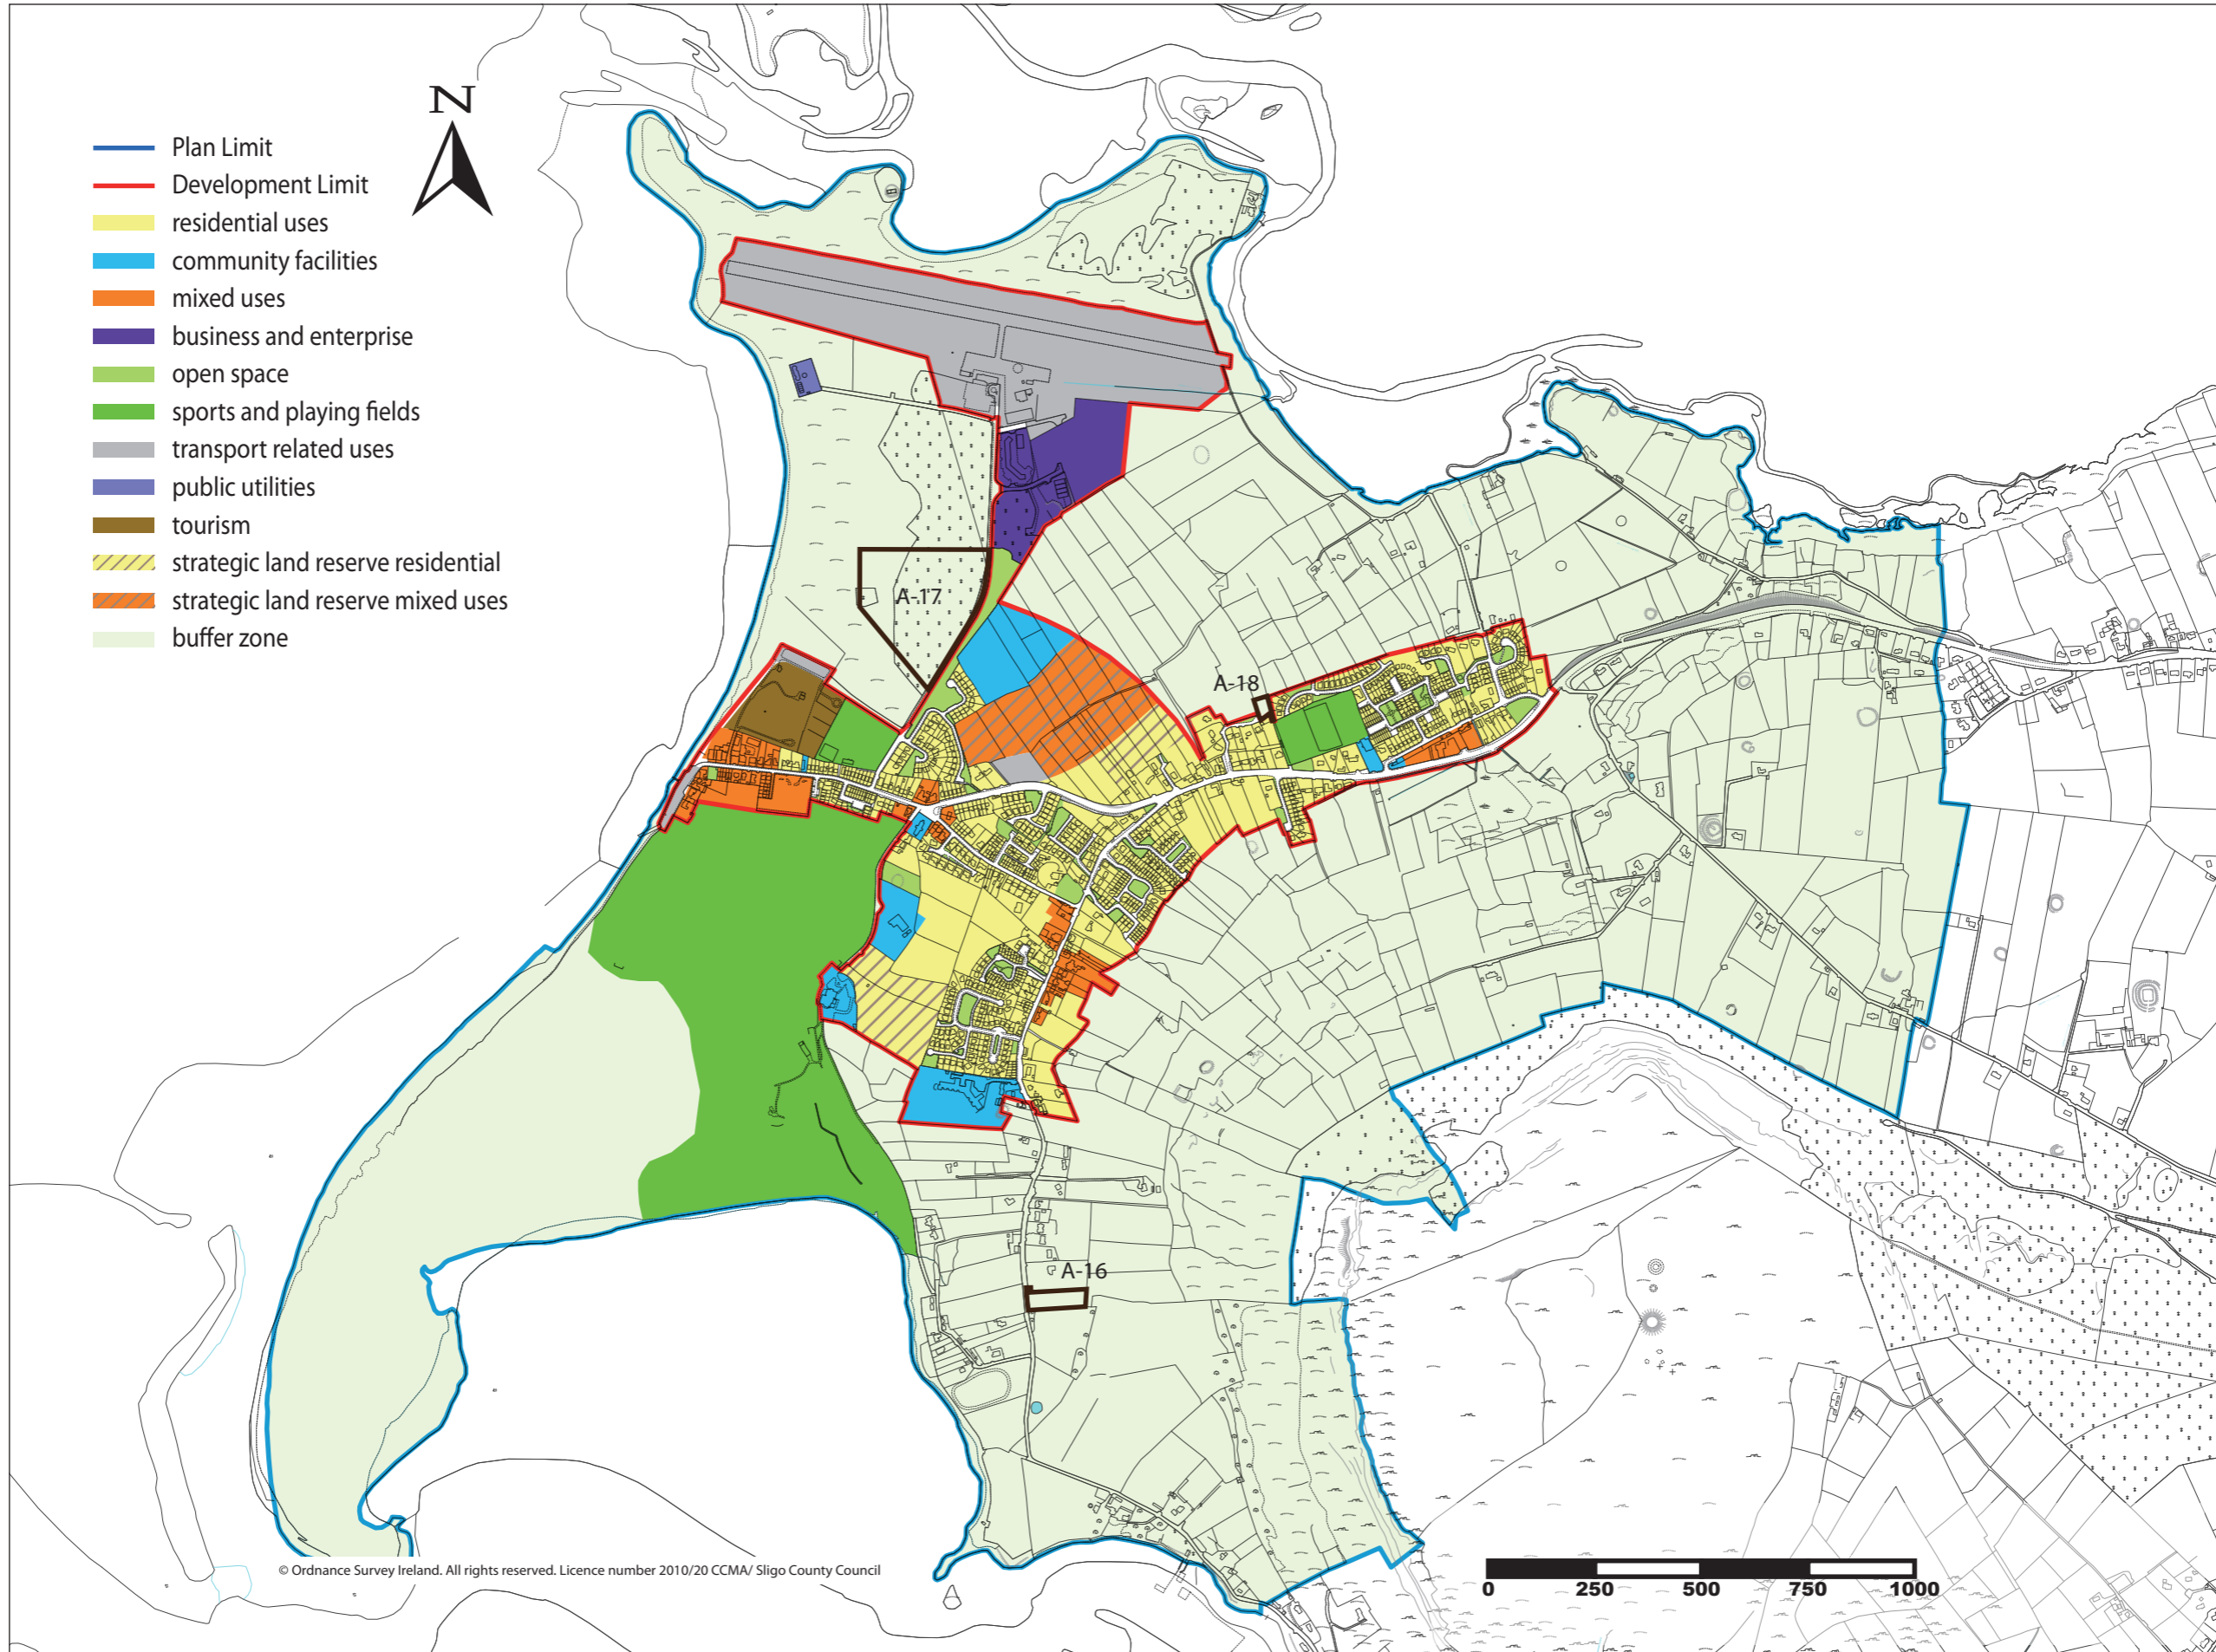 N
Plan Limit
Development Limit
residential uses
community facilities
mixed uses
business and enterprise
open space
sports and playing fields
transport related uses
public utilities
tourism
strategic land reserve residential
strategic land reserve mixed uses
buffer zone
A-17
A-18
A-16
© Ordnance Survey Ireland. All rights reserved. Licence number 2010/20 CCMA/ Sligo County Council
0 250 500 750 1000